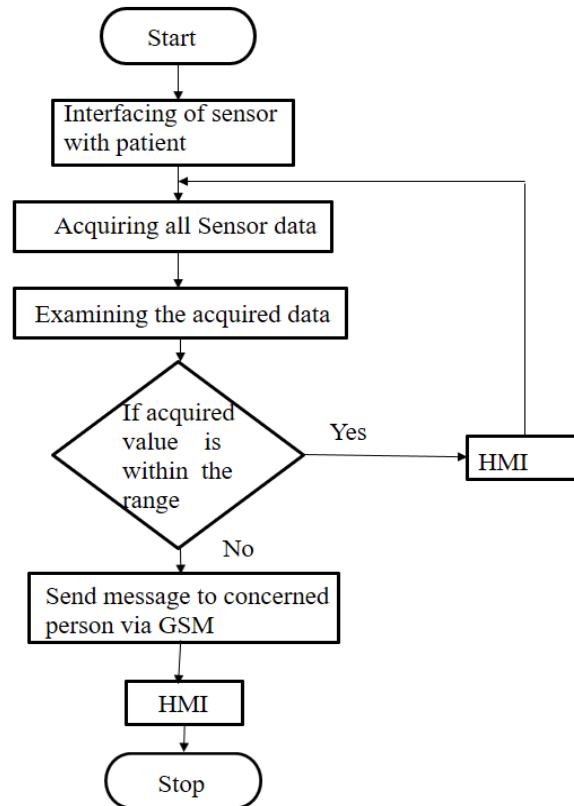 Start
Interfacing of sensor
with patient
Acquiring all Sensor data
Examining the acquired data
If acquired
value is
within the
range
Yes
HMI
No
Send message to concerned
person via GSM
HMI
Stop